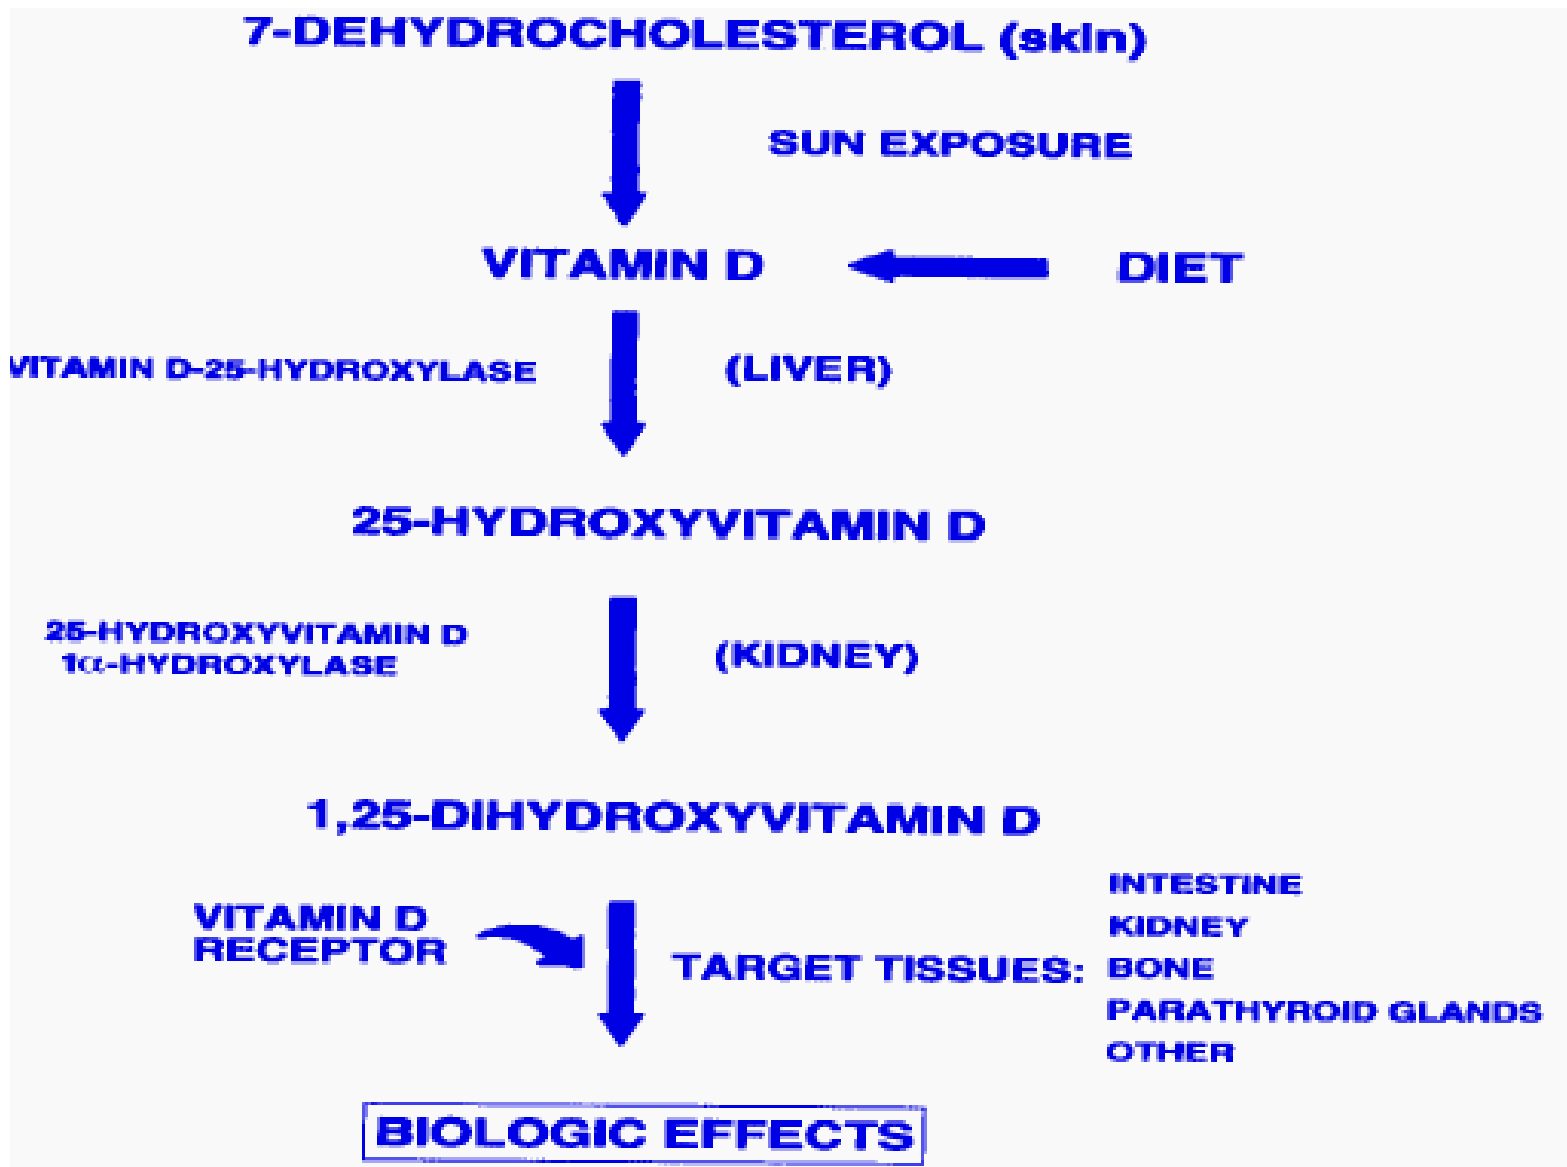 7-DEHYDROCHOLESTEROL (skin)
SUN EXPOSURE
VITAMIN D
DIET
VITAMIN D-25-HYDROXYLASE
(LIVER)
25-HYDROXYVITAMIN D
25-HYDROXYVITAMIN D
1α-HYDROXYLASE
(KIDNEY)
1,25-DIHYDROXYVITAMIN D
VITAMIN D
RECEPTOR
TARGET TISSUES:
INTESTINE
KIDNEY
BONE
PARATHYROID GLANDS
OTHER
BIOLOGIC EFFECTS